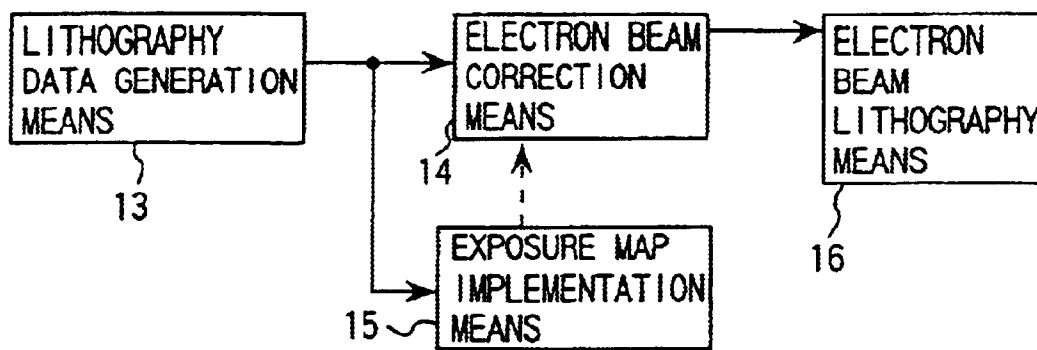 LITHOGRAPHY
DATA GENERATION
MEANS
13
ELECTRON BEAM
CORRECTION
MEANS
14
EXPOSURE MAP
IMPLEMENTATION
MEANS
15
ELECTRON
BEAM
LITHOGRAPHY
MEANS
16